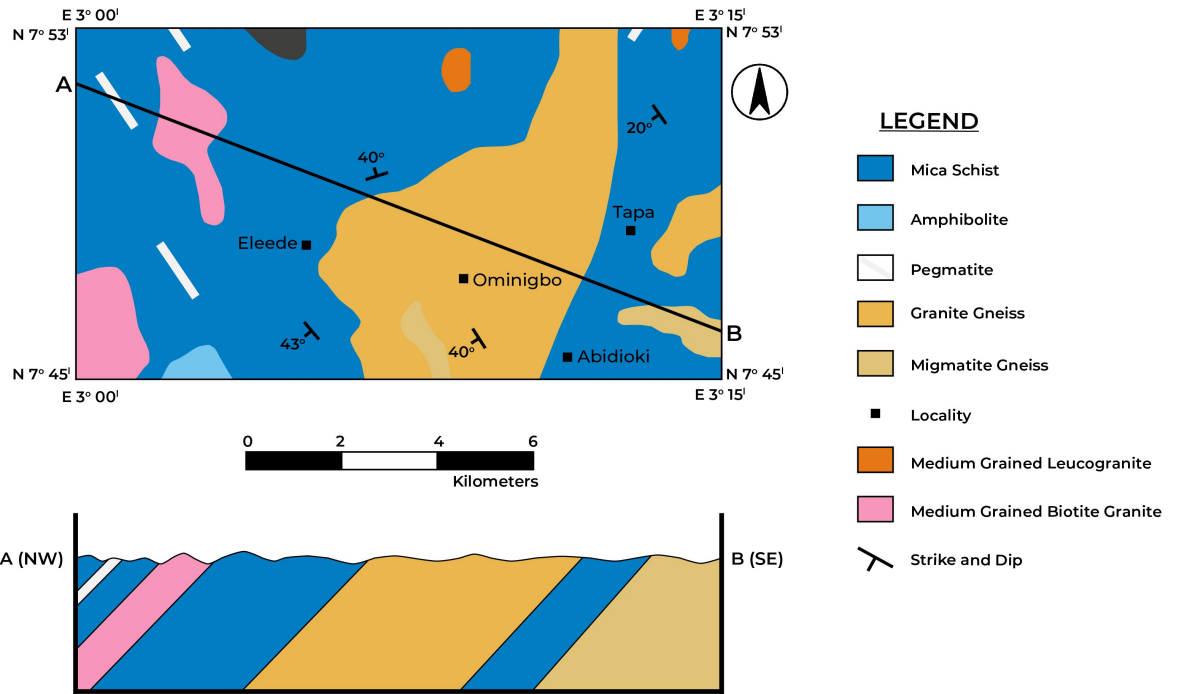 E 3° 00ˡ
E 3° 15ˡ
N 7° 53ˡ
N 7° 53ˡ
A
20°
40°
Tapa
Eleede
Ominigbo
B
43°
40°
Abidioki
N 7° 45ˡ
N 7° 45ˡ
E 3° 00ˡ
E 3° 15ˡ
0 2 4 6
Kilometers
A (NW)
B (SE)
LEGEND
Mica Schist
Amphibolite
Pegmatite
Granite Gneiss
Migmatite Gneiss
Locality
Medium Grained Leucogranite
Medium Grained Biotite Granite
Strike and Dip